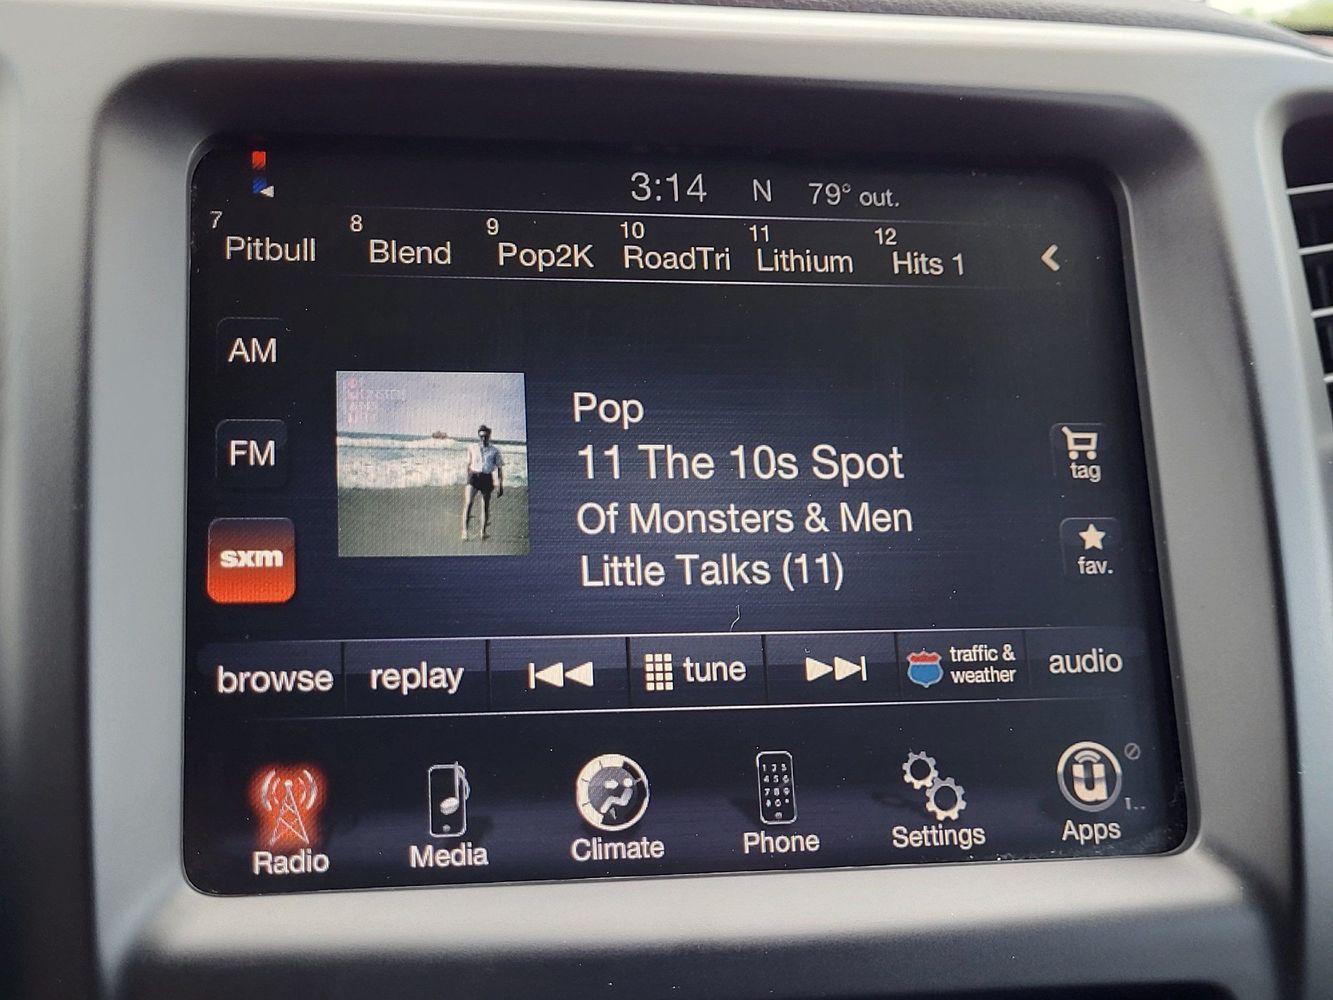 3:14 N 79° out.
7 Pitbull 8 Blend 9 Pop2K 10 RoadTri 11 Lithium 12 Hits 1
AM
FM
sxm
Pop
11 The 10s Spot
Of Monsters & Men
Little Talks (11)
tag
fav.
browse replay tune traffic & weather audio
Radio Media Climate Phone Settings Apps